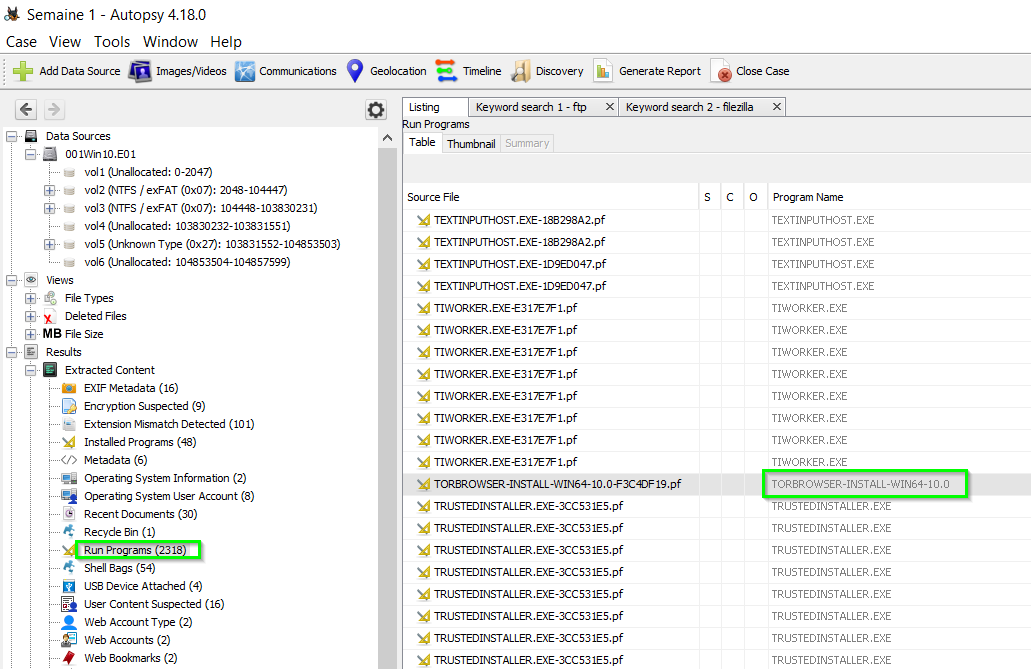 Semaine 1 - Autopsy 4.18.0
Case View Tools Window Help
Add Data Source Images/Videos Communications Geolocation Timeline Discovery Generate Report Close Case
Data Sources
001Win10.E01
vol1 (Unallocated: 0-2047)
vol2 (NTFS / exFAT (0x07): 2048-104447)
vol3 (NTFS / exFAT (0x07): 104448-103830231)
vol4 (Unallocated: 103830232-103831551)
vol5 (Unknown Type (0x27): 103831552-104853503)
vol6 (Unallocated: 104853504-104857599)
Views
File Types
Deleted Files
MB File Size
Results
Extracted Content
EXIF Metadata (16)
Encryption Suspected (9)
Extension Mismatch Detected (101)
Installed Programs (48)
Metadata (6)
Operating System Information (2)
Operating System User Account (8)
Recent Documents (30)
Recycle Bin (1)
Run Programs (2318)
Shell Bags (54)
USB Device Attached (4)
User Content Suspected (16)
Web Account Type (2)
Web Accounts (2)
Web Bookmarks (2)
Listing Keyword search 1 - ftp Keyword search 2 - filezilla
Run Programs
Table Thumbnail Summary
Source File S C O Program Name
TEXTINPUTHOST.EXE-18B298A2.pf TEXTINPUTHOST.EXE
TEXTINPUTHOST.EXE-18B298A2.pf TEXTINPUTHOST.EXE
TEXTINPUTHOST.EXE-1D9ED047.pf TEXTINPUTHOST.EXE
TEXTINPUTHOST.EXE-1D9ED047.pf TEXTINPUTHOST.EXE
TIWORKER.EXE-E317E7F1.pf TIWORKER.EXE
TIWORKER.EXE-E317E7F1.pf TIWORKER.EXE
TIWORKER.EXE-E317E7F1.pf TIWORKER.EXE
TIWORKER.EXE-E317E7F1.pf TIWORKER.EXE
TIWORKER.EXE-E317E7F1.pf TIWORKER.EXE
TIWORKER.EXE-E317E7F1.pf TIWORKER.EXE
TIWORKER.EXE-E317E7F1.pf TIWORKER.EXE
TIWORKER.EXE-E317E7F1.pf TIWORKER.EXE
TORBROWSER-INSTALL-WIN64-10.0-F3C4DF19.pf TORBROWSER-INSTALL-WIN64-10.0
TRUSTEDINSTALLER.EXE-3CC531E5.pf TRUSTEDINSTALLER.EXE
TRUSTEDINSTALLER.EXE-3CC531E5.pf TRUSTEDINSTALLER.EXE
TRUSTEDINSTALLER.EXE-3CC531E5.pf TRUSTEDINSTALLER.EXE
TRUSTEDINSTALLER.EXE-3CC531E5.pf TRUSTEDINSTALLER.EXE
TRUSTEDINSTALLER.EXE-3CC531E5.pf TRUSTEDINSTALLER.EXE
TRUSTEDINSTALLER.EXE-3CC531E5.pf TRUSTEDINSTALLER.EXE
TRUSTEDINSTALLER.EXE-3CC531E5.pf TRUSTEDINSTALLER.EXE
TRUSTEDINSTALLER.EXE-3CC531E5.pf TRUSTEDINSTALLER.EXE